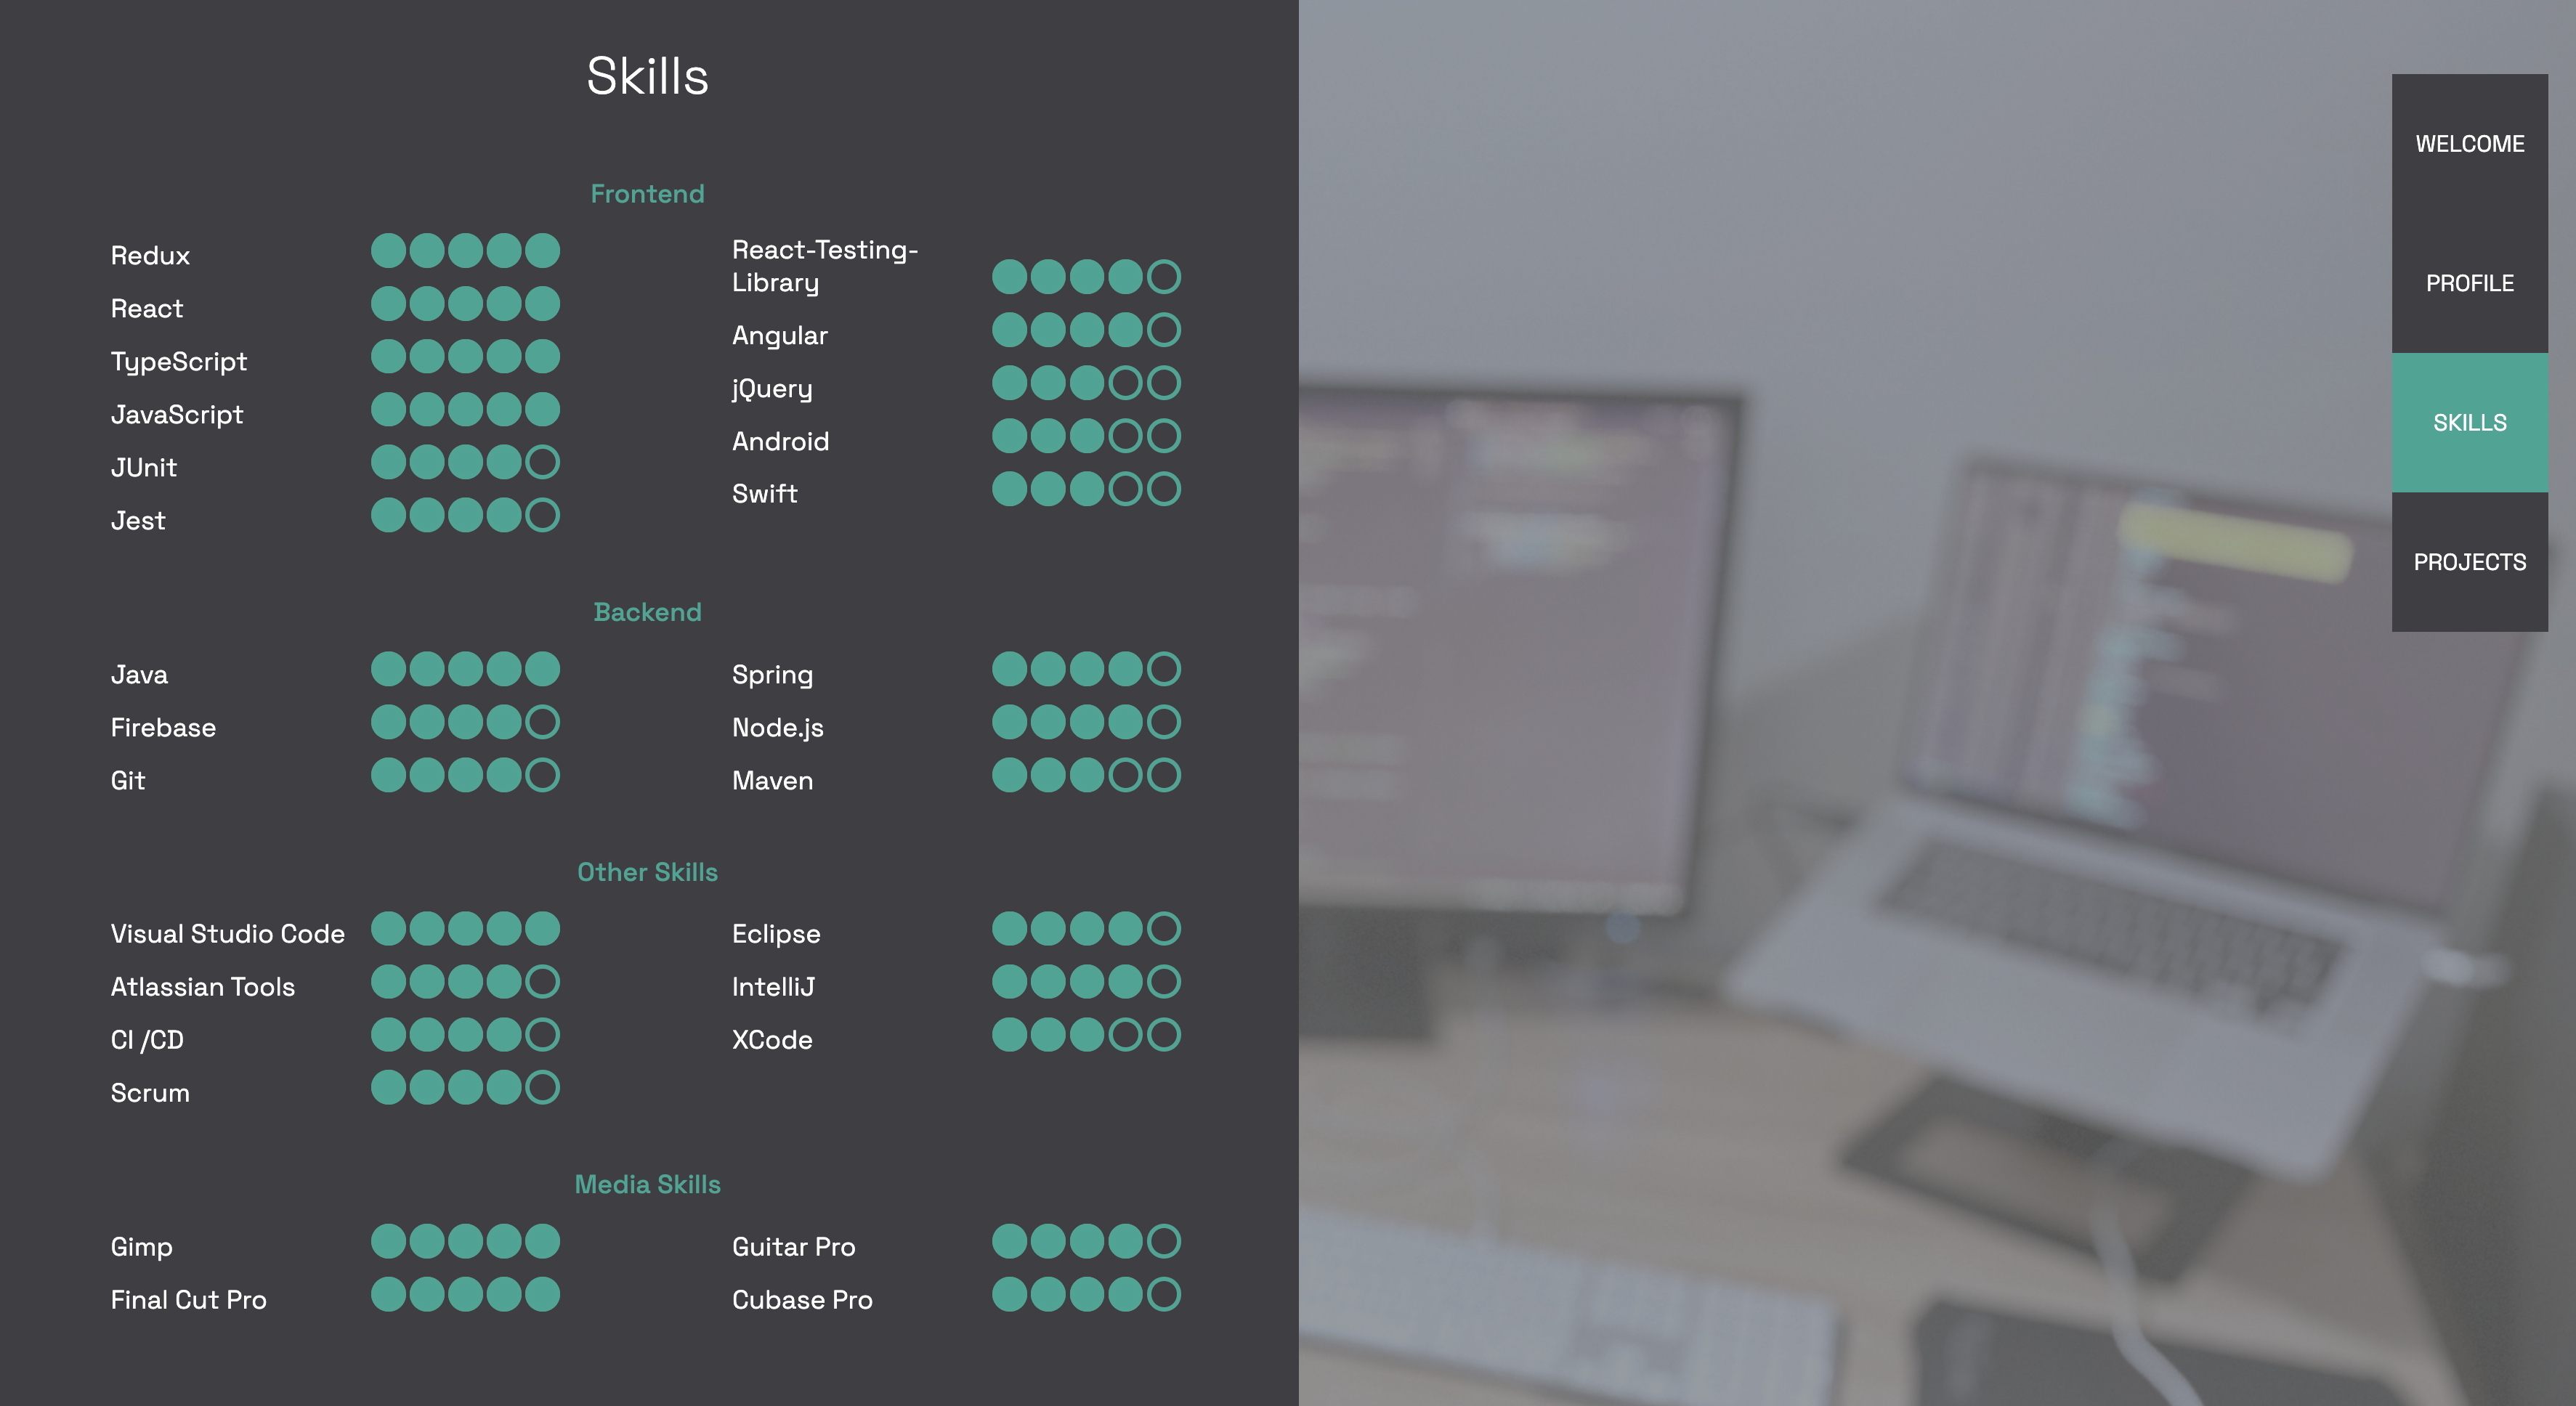 Skills
Frontend
Redux
React
TypeScript
JavaScript
JUnit
Jest
React-Testing-
Library
Angular
jQuery
Android
Swift
Backend
Java
Firebase
Git
Spring
Node.js
Maven
Other Skills
Visual Studio Code
Atlassian Tools
CI /CD
Scrum
Eclipse
IntelliJ
XCode
Media Skills
Gimp
Final Cut Pro
Guitar Pro
Cubase Pro
WELCOME
PROFILE
SKILLS
PROJECTS